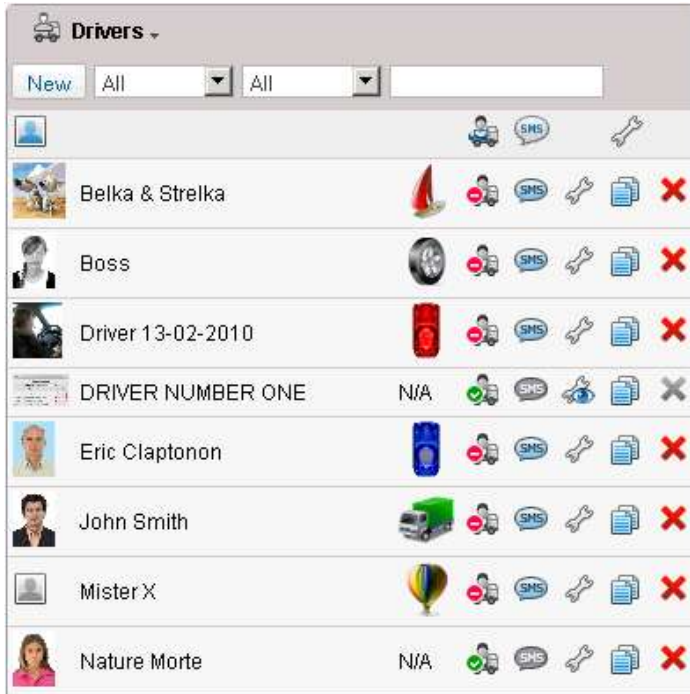 Drivers
New All All
SMS
Belka & Strelka SMS
Boss SMS
Driver 13-02-2010 SMS
DRIVER NUMBER ONE N/A SMS
Eric Claptonon SMS
John Smith SMS
Mister X SMS
Nature Morte N/A SMS